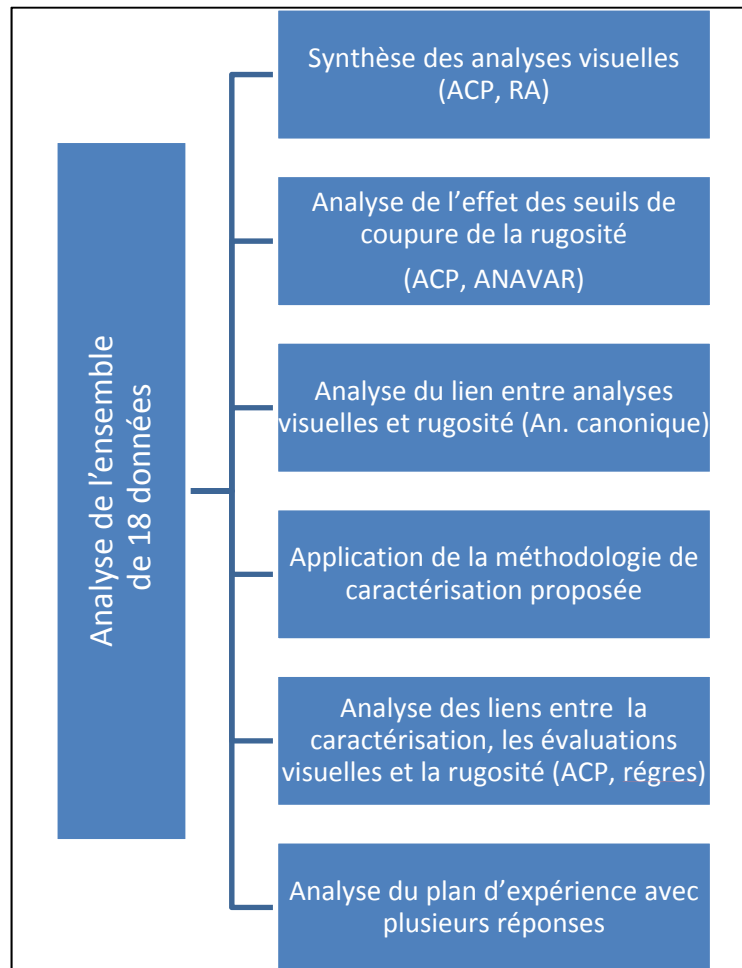 Synthèse des analyses visuelles
(ACP, RA)
Analyse de l'ensemble
de 18 données
Analyse de l'effet des seuils de
coupure de la rugosité
(ACP, ANAVAR)
Analyse du lien entre analyses
visuelles et rugosité (An. canonique)
Application de la méthodologie de
caractérisation proposée
Analyse des liens entre la
caractérisation, les évaluations
visuelles et la rugosité (ACP, régres)
Analyse du plan d'expérience avec
plusieurs réponses